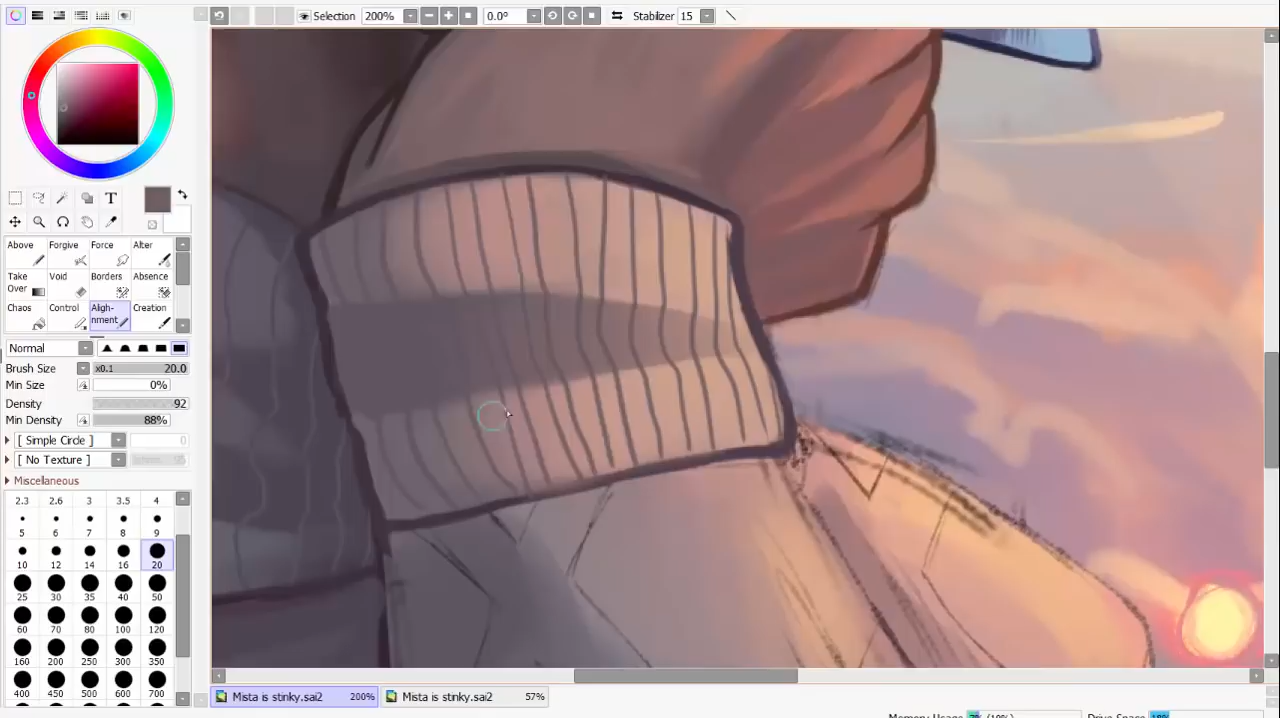 Selection 200% 0.0° Stabilizer 15
T
Above Forgive Force Alter
Take Over Void Borders Absence
Chaos Control Aligh-nment Creation
Normal
Brush Size x0.1 20.0
Min Size 0%
Density 92
Min Density 88%
[ Simple Circle ] 0
[ No Texture ]
Miscellaneous
2.3 2.6 3 3.5 4
5 6 7 8 9
10 12 14 16 20
25 30 35 40 50
60 70 80 100 120
160 200 250 300 350
400 450 500 600 700
Mista is stinky.sai2 200% Mista is stinky.sai2 57%
Memory Usage Drive Space